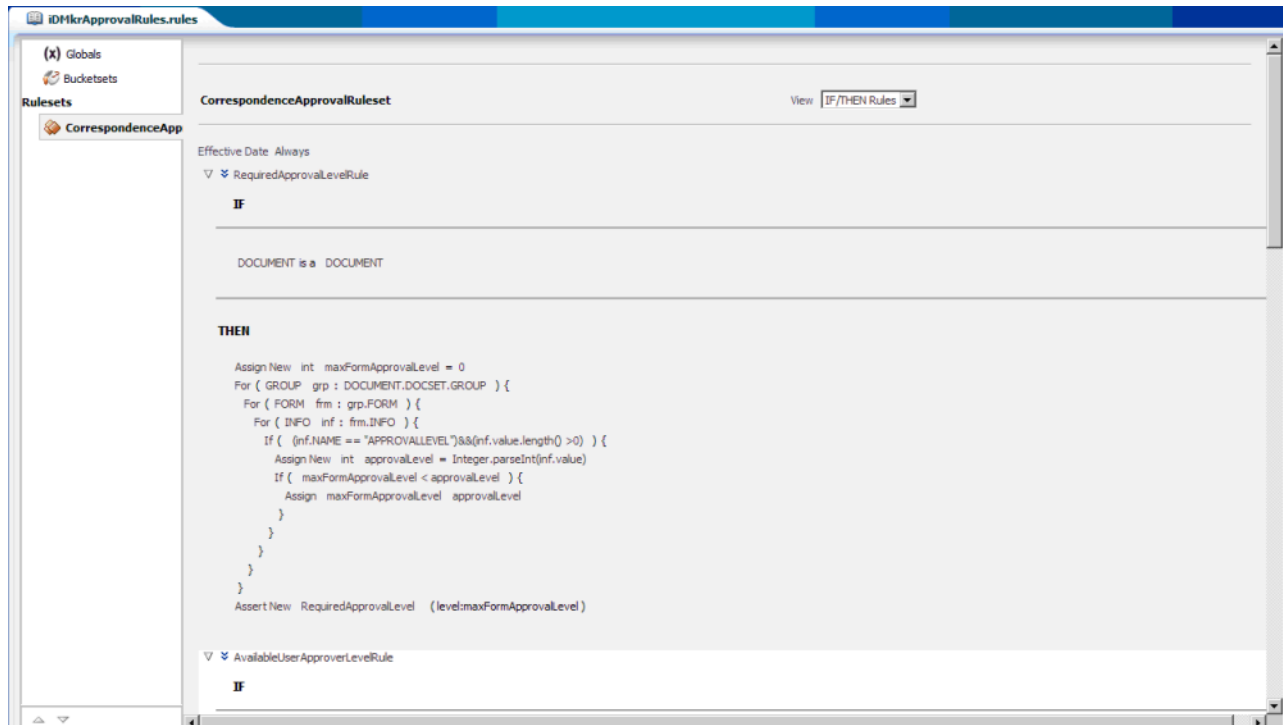 iDMkrApprovalRules.rules
(x) Globals
Bucketsets
Rulesets
CorrespondenceApp
CorrespondenceApprovalRuleset
View IF/THEN Rules
Effective Date Always
RequiredApprovalLevelRule
IF
DOCUMENT is a DOCUMENT
THEN
Assign New int maxFormApprovalLevel = 0
For ( GROUP grp : DOCUMENT.DOCSET.GROUP ) {
For ( FORM frm : grp.FORM ) {
For ( INFO inf : frm.INFO ) {
If ( (inf.NAME == "APPROVALLEVEL")&&(inf.value.length() >0) ) {
Assign New int approvalLevel = Integer.parseInt(inf.value)
If ( maxFormApprovalLevel < approvalLevel ) {
Assign maxFormApprovalLevel approvalLevel
}
}
}
}
}
Assert New RequiredApprovalLevel (level:maxFormApprovalLevel)
AvailableUserApproverLevelRule
IF